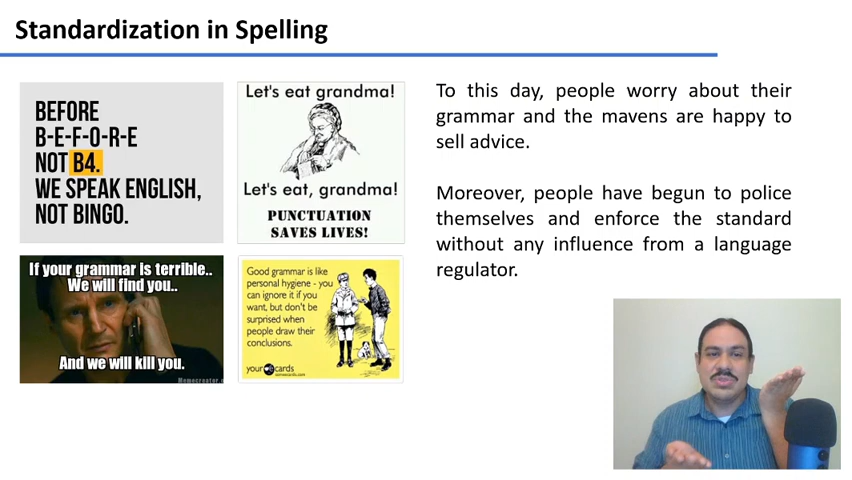 Standardization in Spelling
BEFORE
B-E-F-O-R-E
NOT B4.
WE SPEAK ENGLISH,
NOT BINGO.
Let's eat grandma!
Let's eat, grandma!
PUNCTUATION
SAVES LIVES!
If your grammar is terrible..
We will find you..
And we will kill you.
Memecreator.o
Good grammar is like
personal hygiene - you
can ignore it if you
want, but don't be
surprised when
people draw their
conclusions.
your cards
someecards.com
To this day, people worry about their
grammar and the mavens are happy to
sell advice.
Moreover, people have begun to police
themselves and enforce the standard
without any influence from a language
regulator.